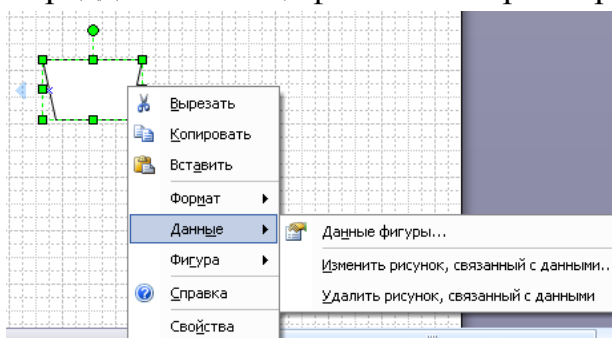 Вырезать
Копировать
Вставить
Формат
Данные
Фигура
Справка
Свойства
Данные фигуры...
Изменить рисунок, связанный с данными..
Удалить рисунок, связанный с данными